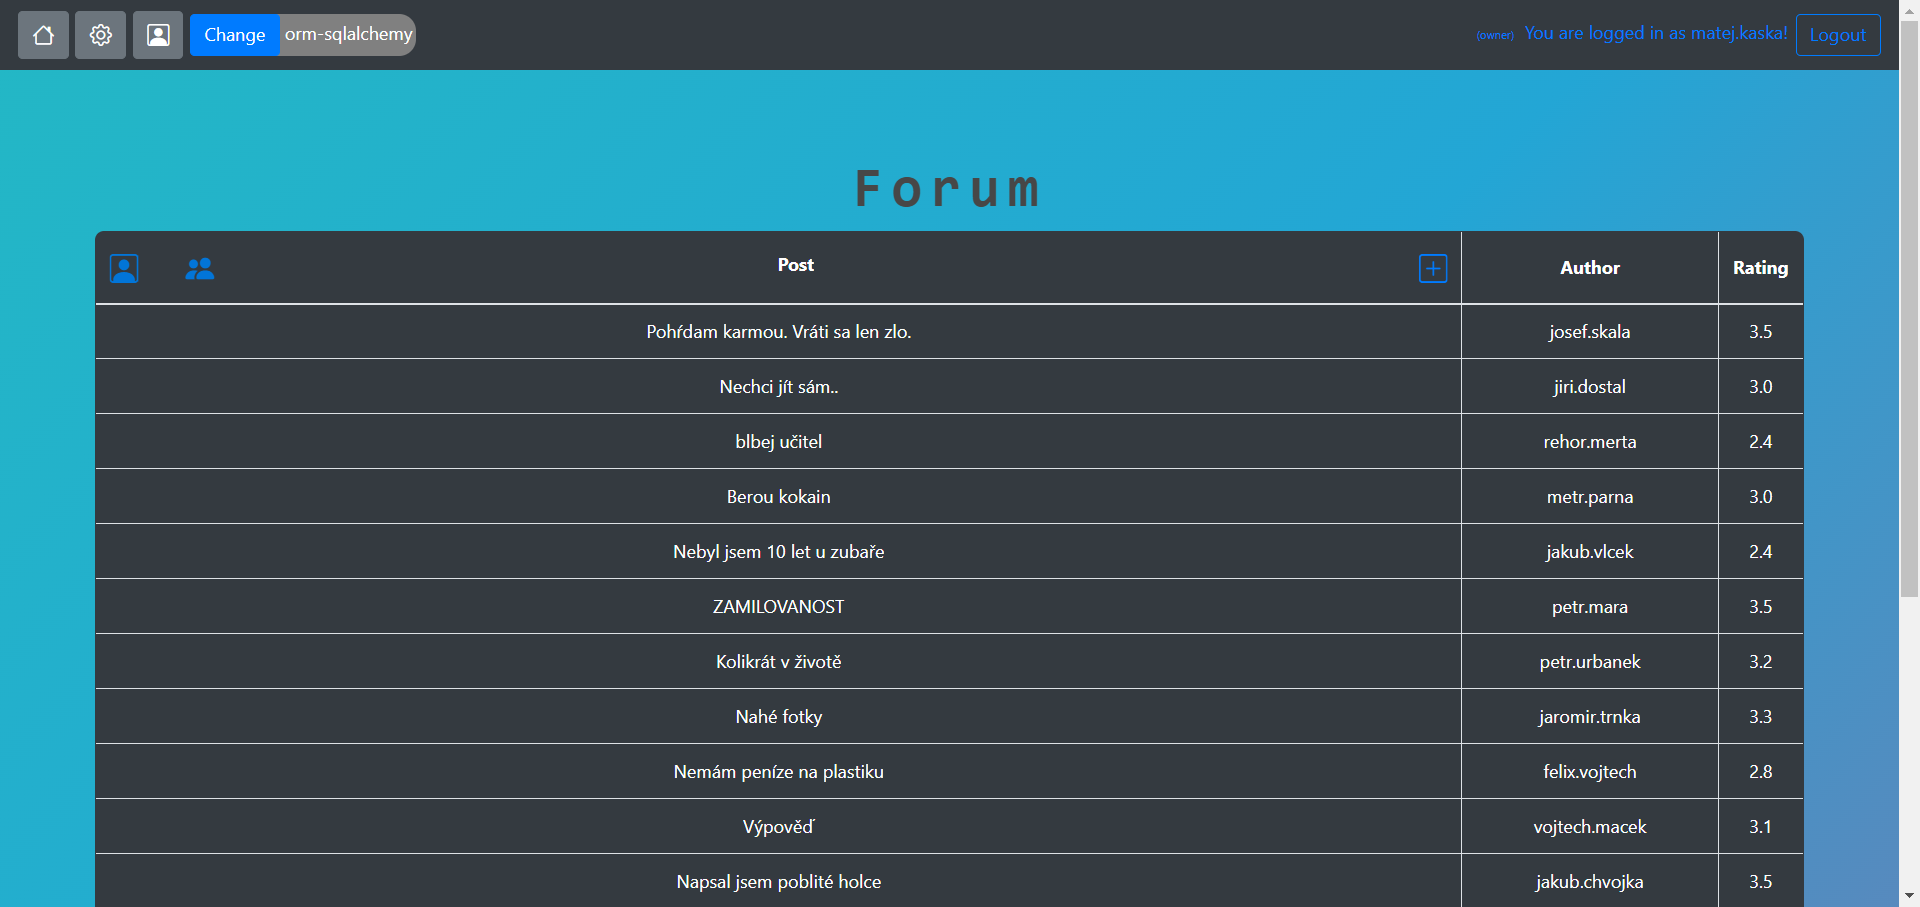 Change orm-sqlalchemy (owner) You are logged in as matej.kaska! Logout
Forum
Post Author Rating
Pohŕdam karmou. Vráti sa len zlo. josef.skala 3.5
Nechci jít sám.. jiri.dostal 3.0
blbej učitel rehor.merta 2.4
Berou kokain metr.parna 3.0
Nebyl jsem 10 let u zubaře jakub.vlcek 2.4
ZAMILOVANOST petr.mara 3.5
Kolikrát v životě petr.urbanek 3.2
Nahé fotky jaromir.trnka 3.3
Nemám peníze na plastiku felix.vojtech 2.8
Výpověď vojtech.macek 3.1
Napsal jsem poblité holce jakub.chvojka 3.5